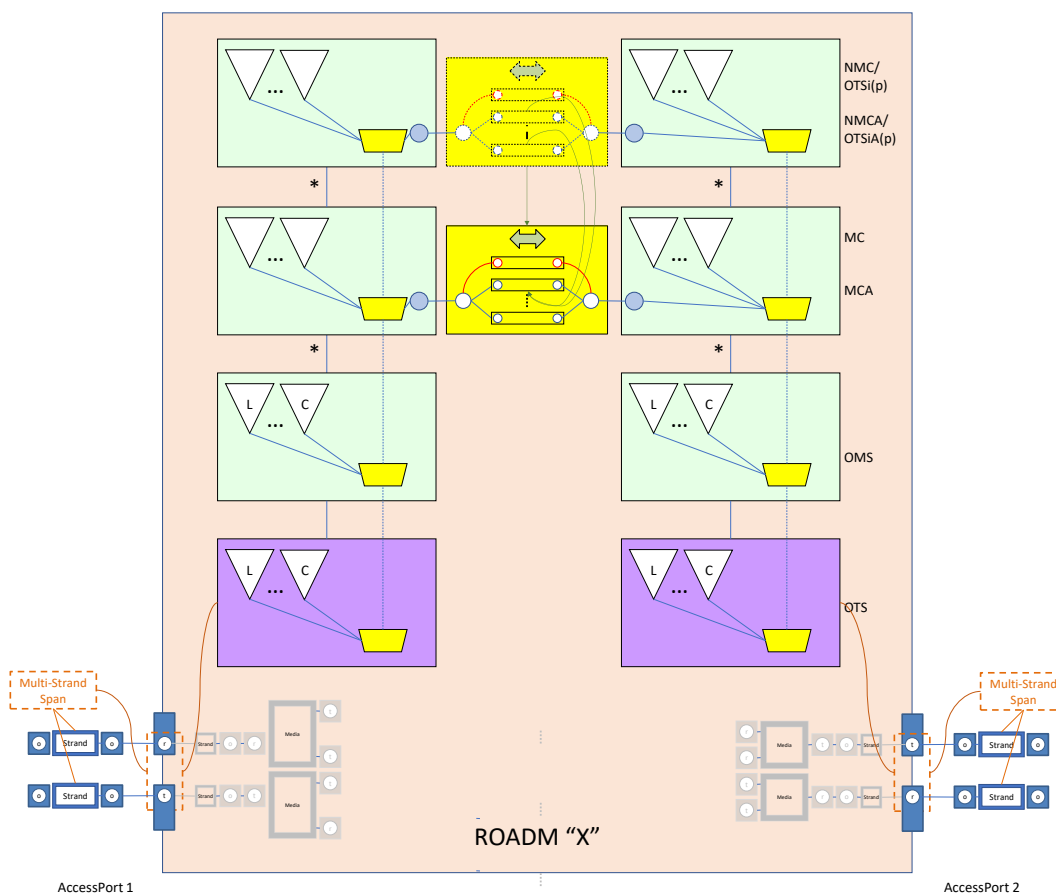 ...
...
NMC/
OTSi(p)
NMCA/
OTSiA(p)
*
*
...
...
MC
MCA
*
*
L
...
C
L
...
C
OMS
L
...
C
L
...
C
OTS
Multi-Strand
Span
Multi-Strand
Span
o
Strand
o
r
Strand
o
r
t
Media
t
r
r
Media
t
o
Strand
t
o
Strand
o
o
Strand
o
t
Strand
o
t
Media
t
t
Media
r
o
Strand
r
o
Strand
o
ROADM “X”
AccessPort 1
AccessPort 2